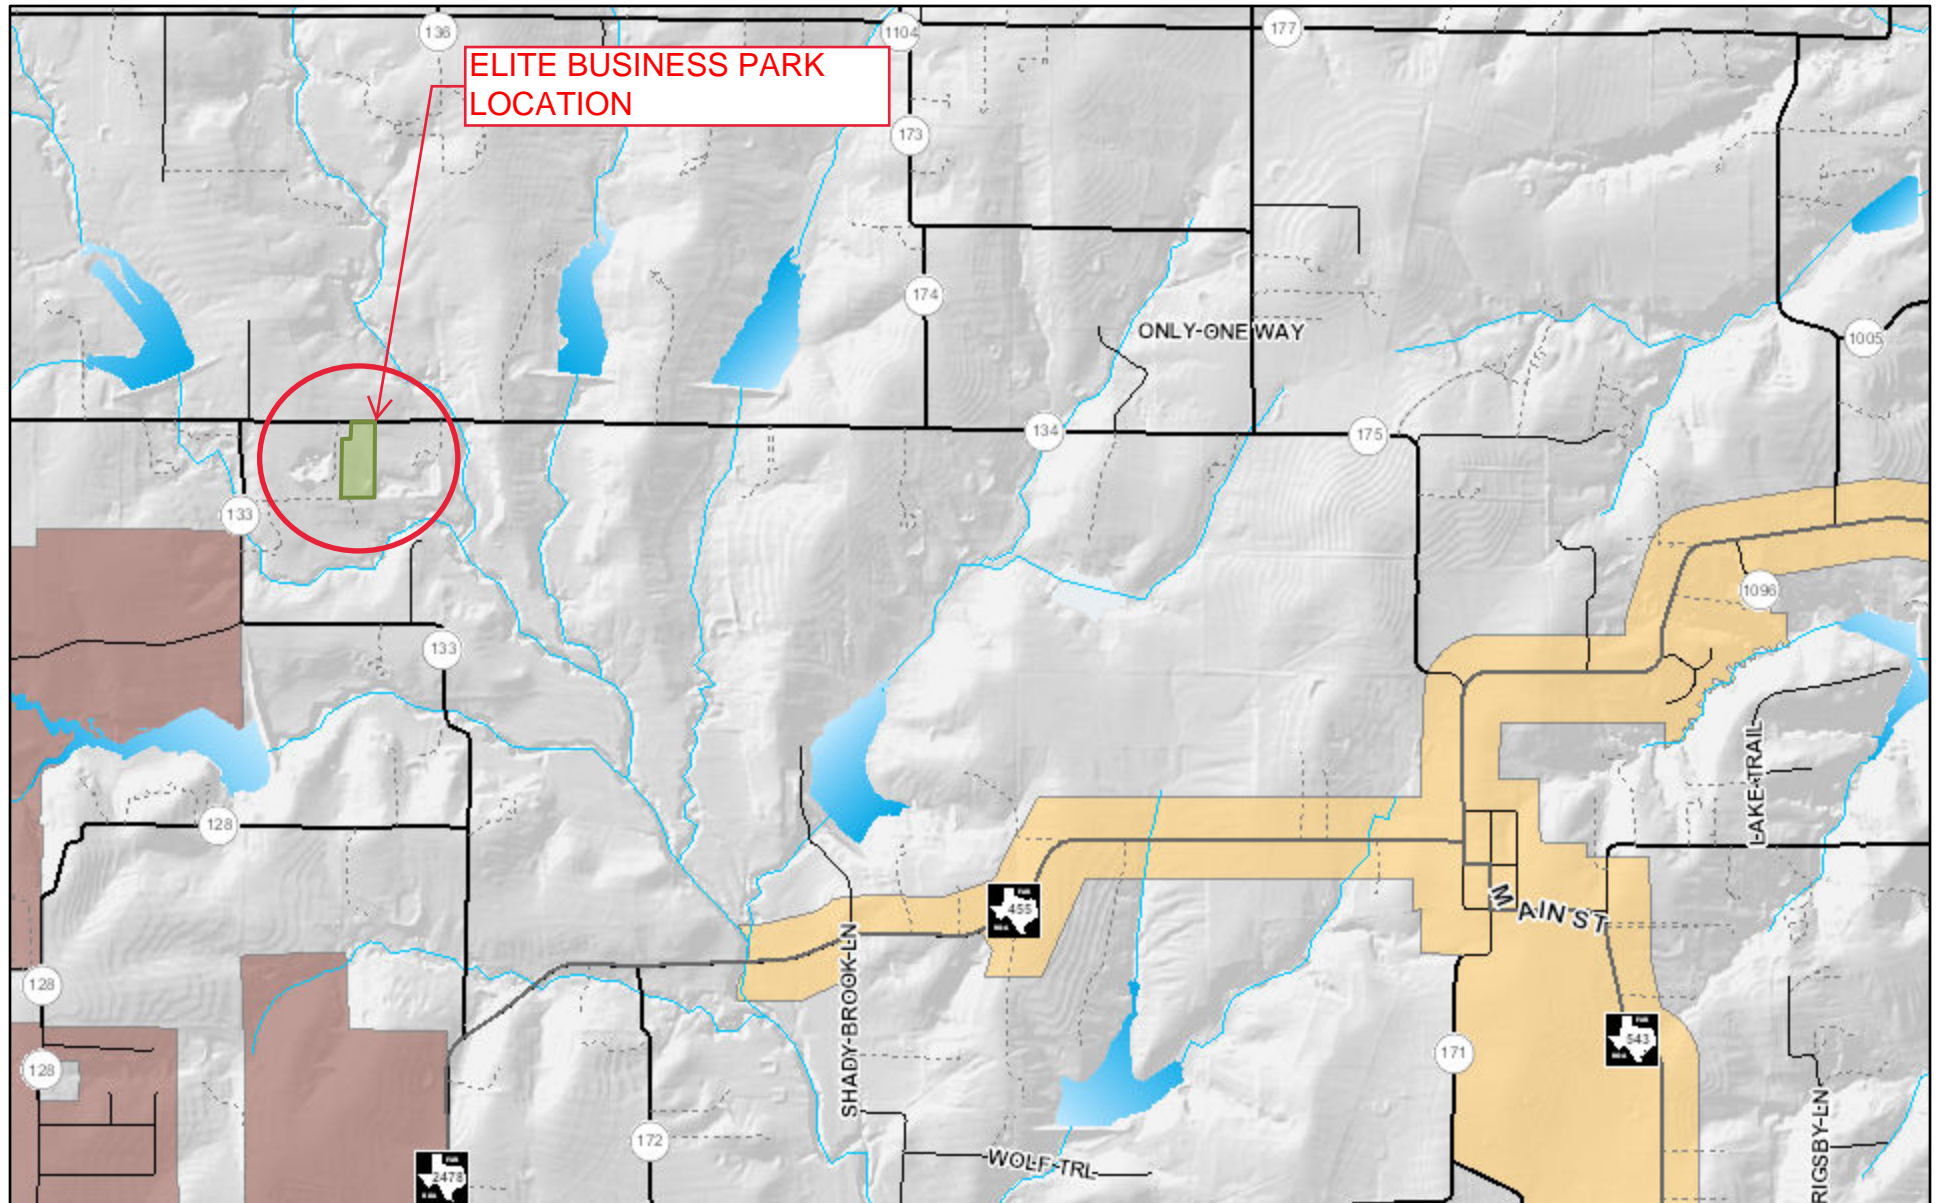 136
1104
177
ELITE BUSINESS PARK
LOCATION
173
174
ONLY-ONE WAY
1005
134
175
133
1096
133
LAKE-TRAIL
128
455
MAIN ST
128
SHADY-BROOK-LN
543
171
128
172
WOLF-TRL
2478
RIGSBY-LN